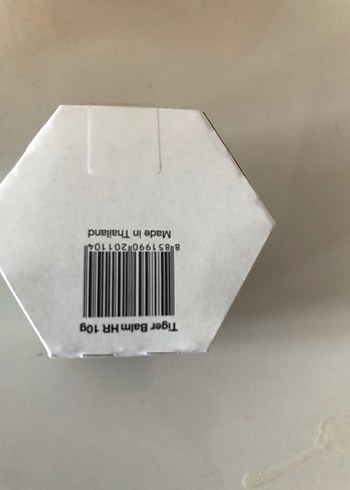 Tiger Balm HR 10g
8 851990 201104
Made in Thailand